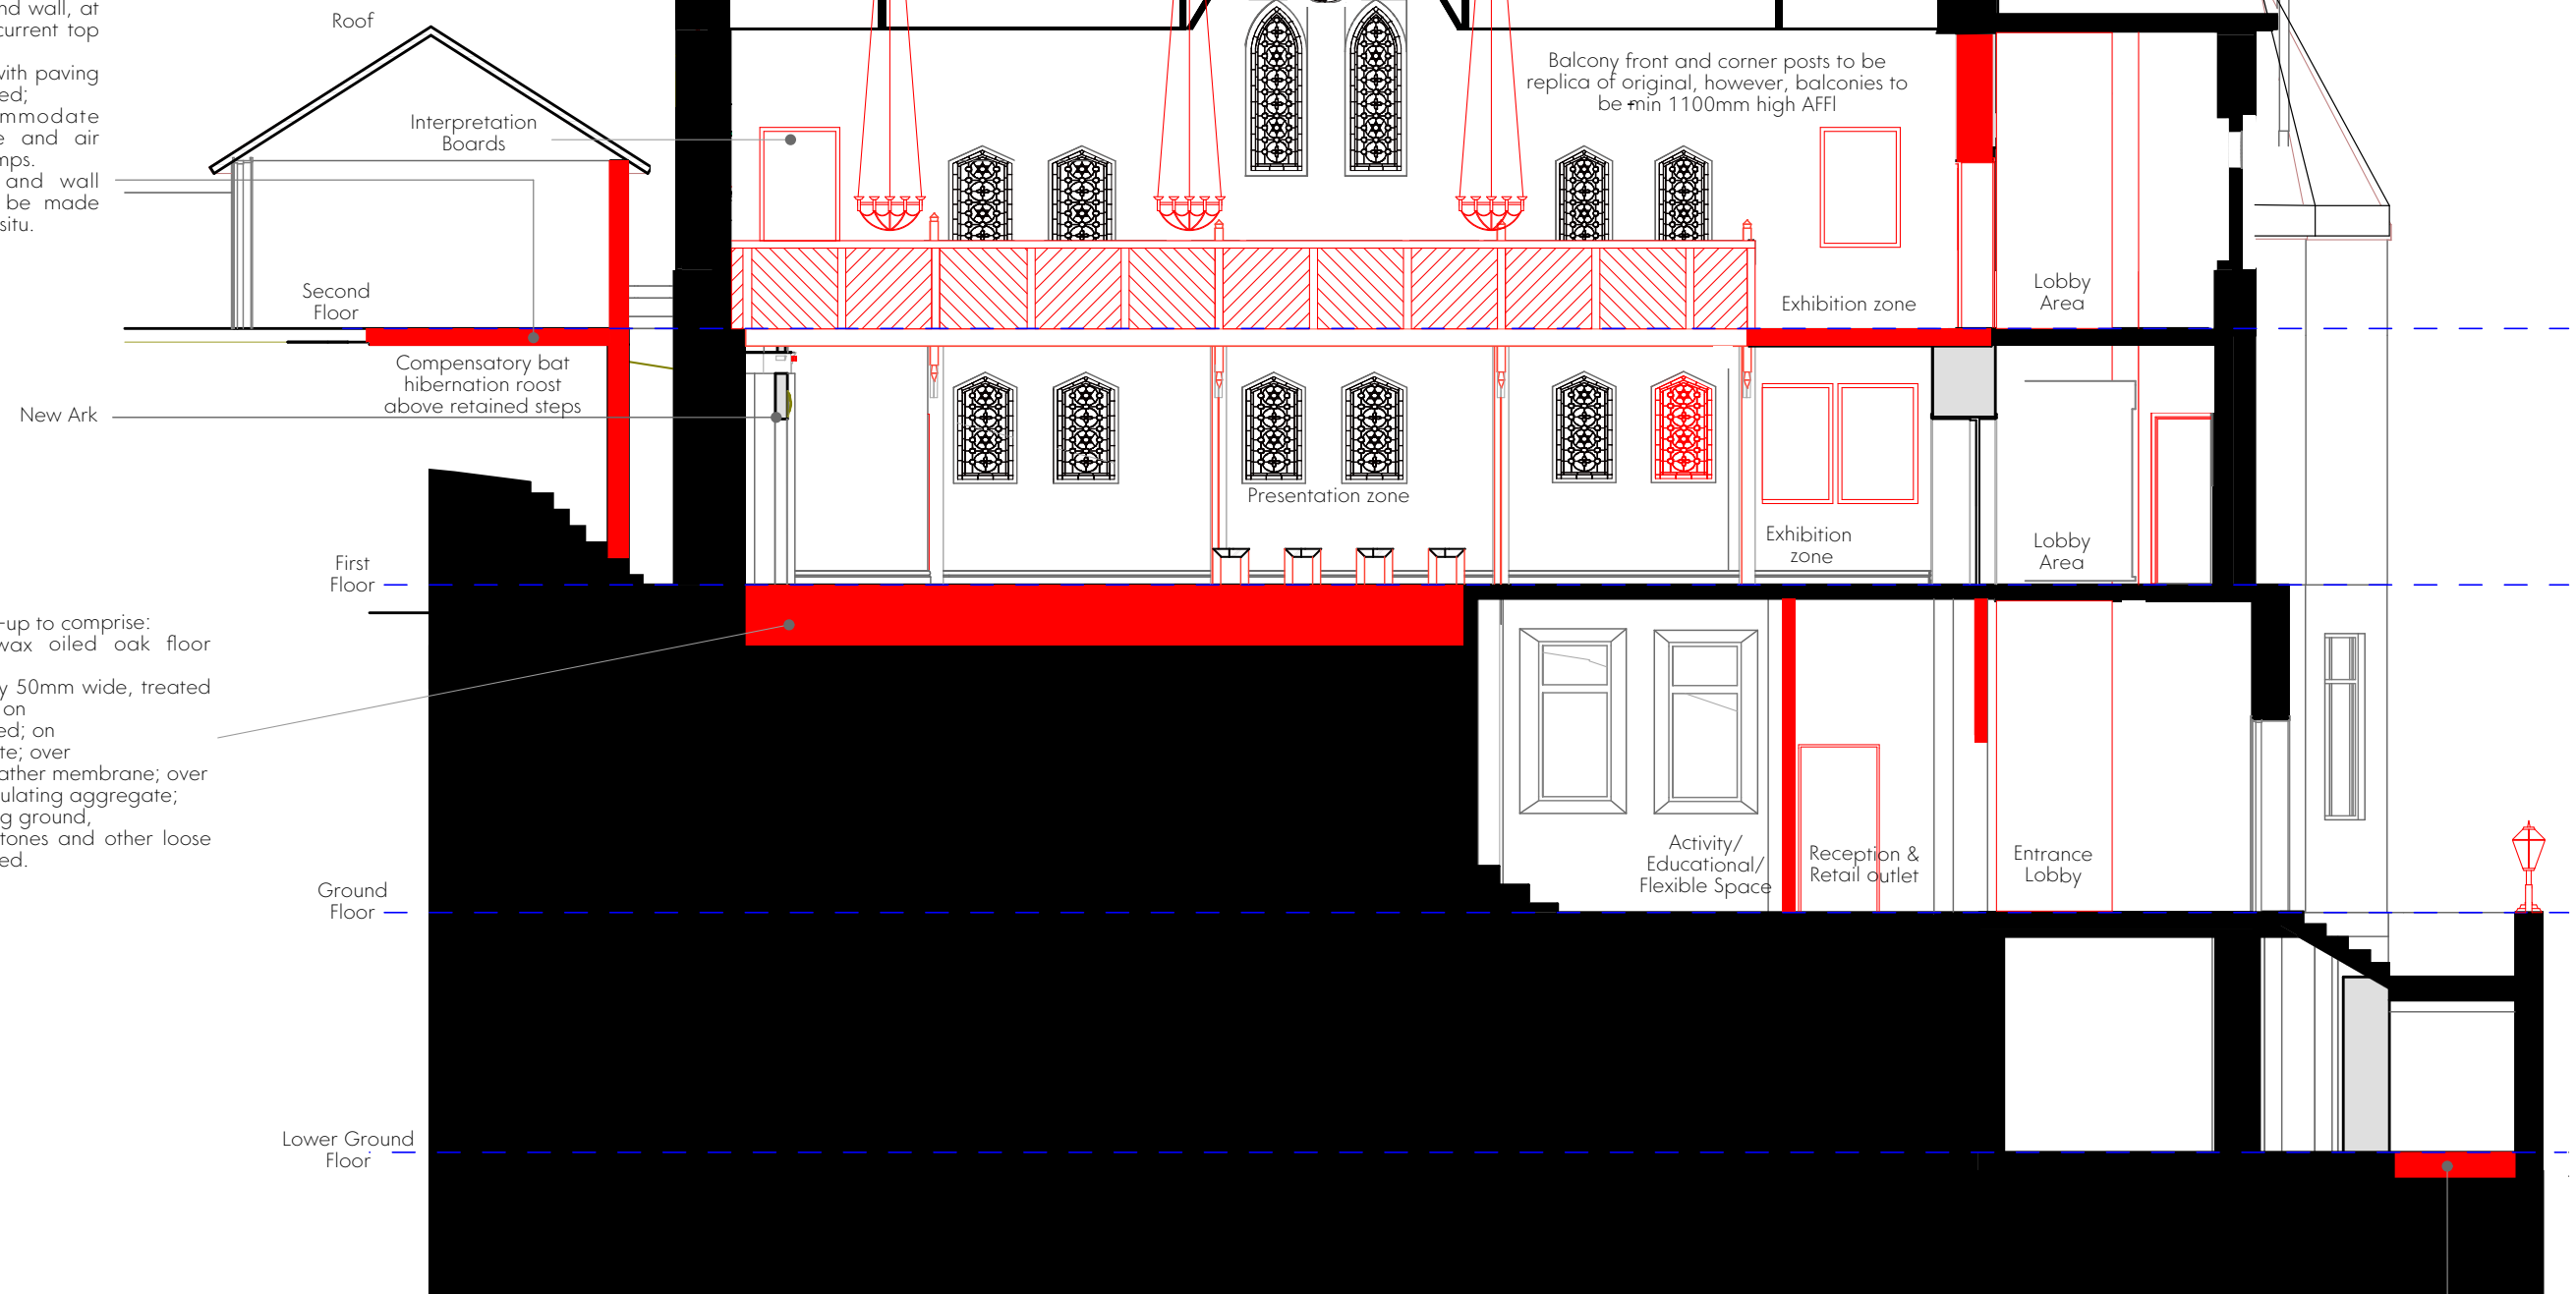 nd wall, at
current top
with paving
ed;
mmodate
e and air
mps.
and wall
be made
situ.
Roof
Interpretation
Boards
Balcony front and corner posts to be
replica of original, however, balconies to
be min 1100mm high AFFl
Second
Floor
Exhibition zone
Lobby
Area
Compensatory bat
hibernation roost
above retained steps
New Ark
Presentation zone
Exhibition
zone
Lobby
Area
First
Floor
-up to comprise:
wax oiled oak floor
y 50mm wide, treated
on
ed; on
te; over
ather membrane; over
ulating aggregate;
g ground,
tones and other loose
ed.
Activity/
Educational/
Flexible Space
Reception &
Retail outlet
Entrance
Lobby
Ground
Floor
Lower Ground
Floor